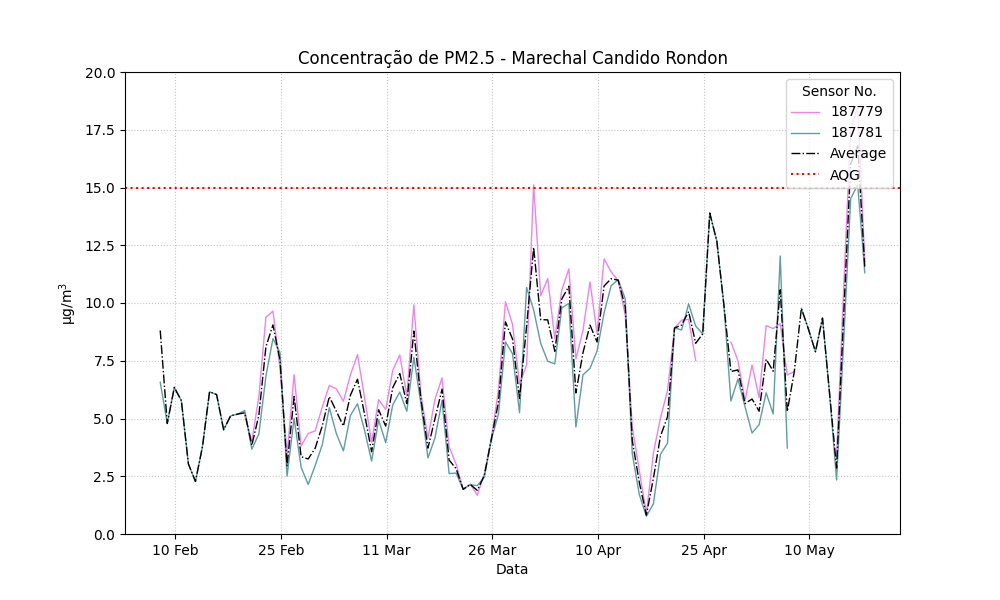 Concentração de PM2.5 - Marechal Candido Rondon
20.0
17.5
15.0
12.5
10.0
7.5
5.0
2.5
0.0
µg/m³
Sensor No.
187779
187781
Average
AQG
10 Feb
25 Feb
11 Mar
26 Mar
10 Apr
25 Apr
10 May
Data